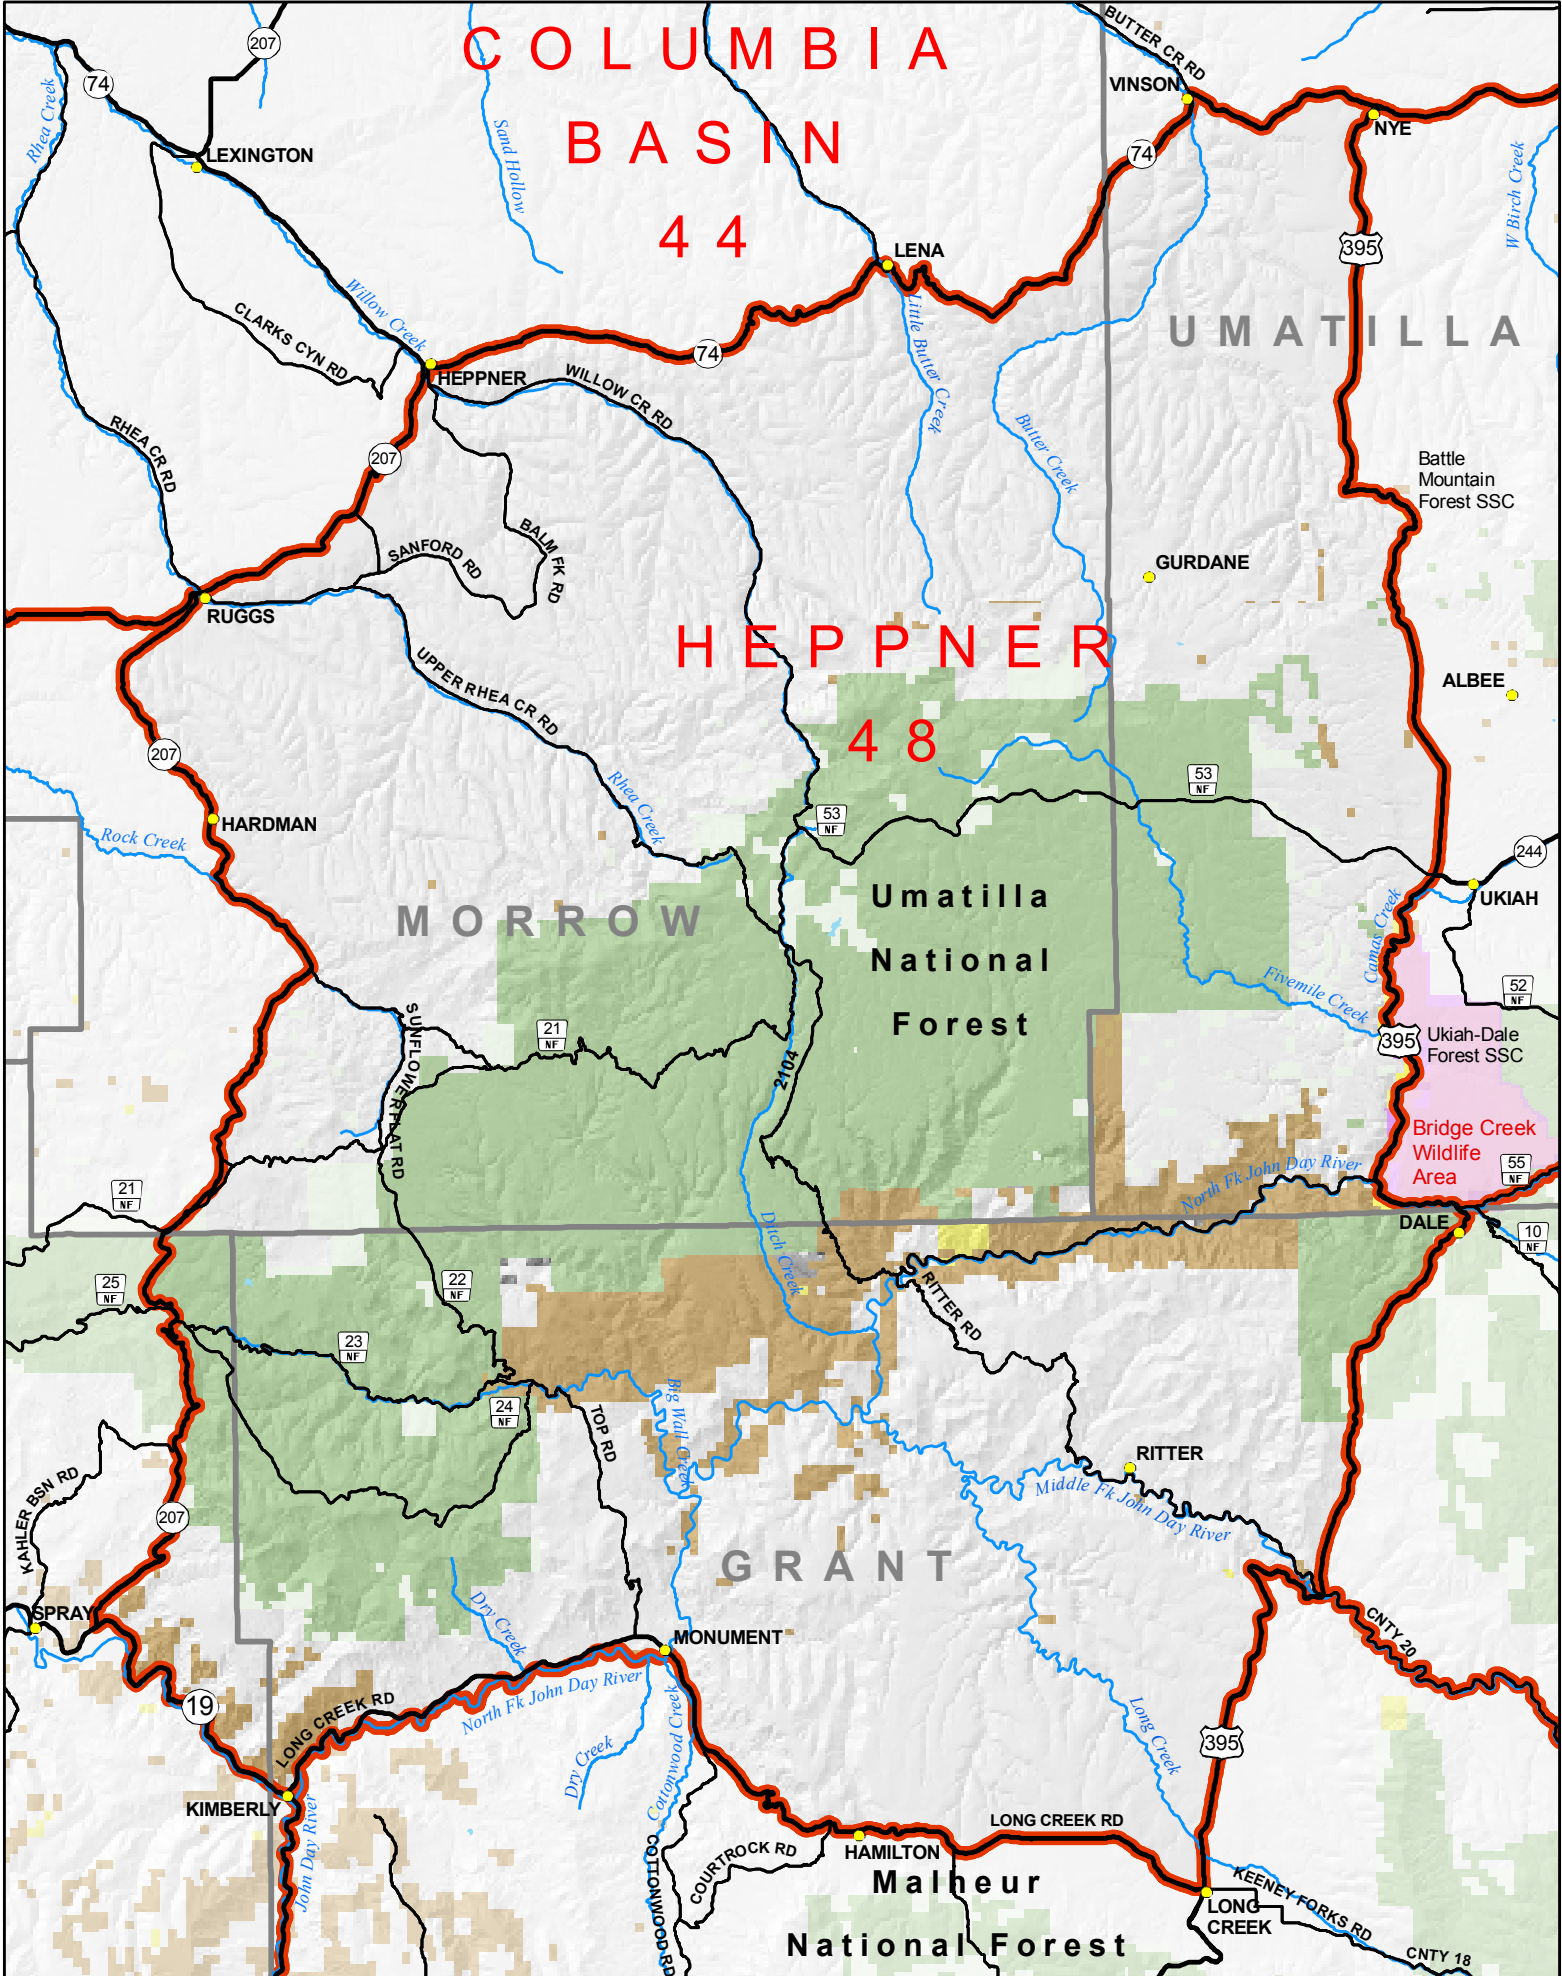 COLUMBIA
BASIN
44
BUTTER CR RD
VINSON
NYE
207
74
Rhea Creek
LEXINGTON
Sand Hollow
74
W Birch Creek
395
LENA
UMATILLA
Willow Creek
CLARKS CYN RD
Little Butter Creek
74
HEPPNER
WILLOW CR RD
RHEA CR RD
207
Butter Creek
Battle
Mountain
Forest SSC
BALM FK RD
SANFORD RD
GURDANE
RUGGS
HEPPNER
48
UPPER RHEA CR RD
ALBEE
207
Rhea Creek
53
NF
53
NF
HARDMAN
Rock Creek
244
UKIAH
MORROW
Umatilla
National
Forest
Camas Creek
Fivemile Creek
52
NF
SUNFLOWER FLAT RD
21
NF
2104
395
Ukiah-Dale
Forest SSC
Bridge Creek
Wildlife
Area
55
NF
21
NF
North Fk John Day River
DALE
10
NF
Ditch Creek
25
NF
22
NF
RITTER RD
23
NF
24
NF
TOP RD
Big Wall Creek
RITTER
Middle Fk John Day River
KAHLER BSN RD
207
GRANT
SPRAY
Dry Creek
CNTY 20
MONUMENT
North Fk John Day River
19
LONG CREEK RD
Cottonwood Creek
Dry Creek
Long Creek
395
KIMBERLY
John Day River
LONG CREEK RD
HAMILTON
COURTROCK RD
COTTONWOOD RD
Malheur
National Forest
LONG
CREEK
KEENEY FORKS RD
CNTY 18